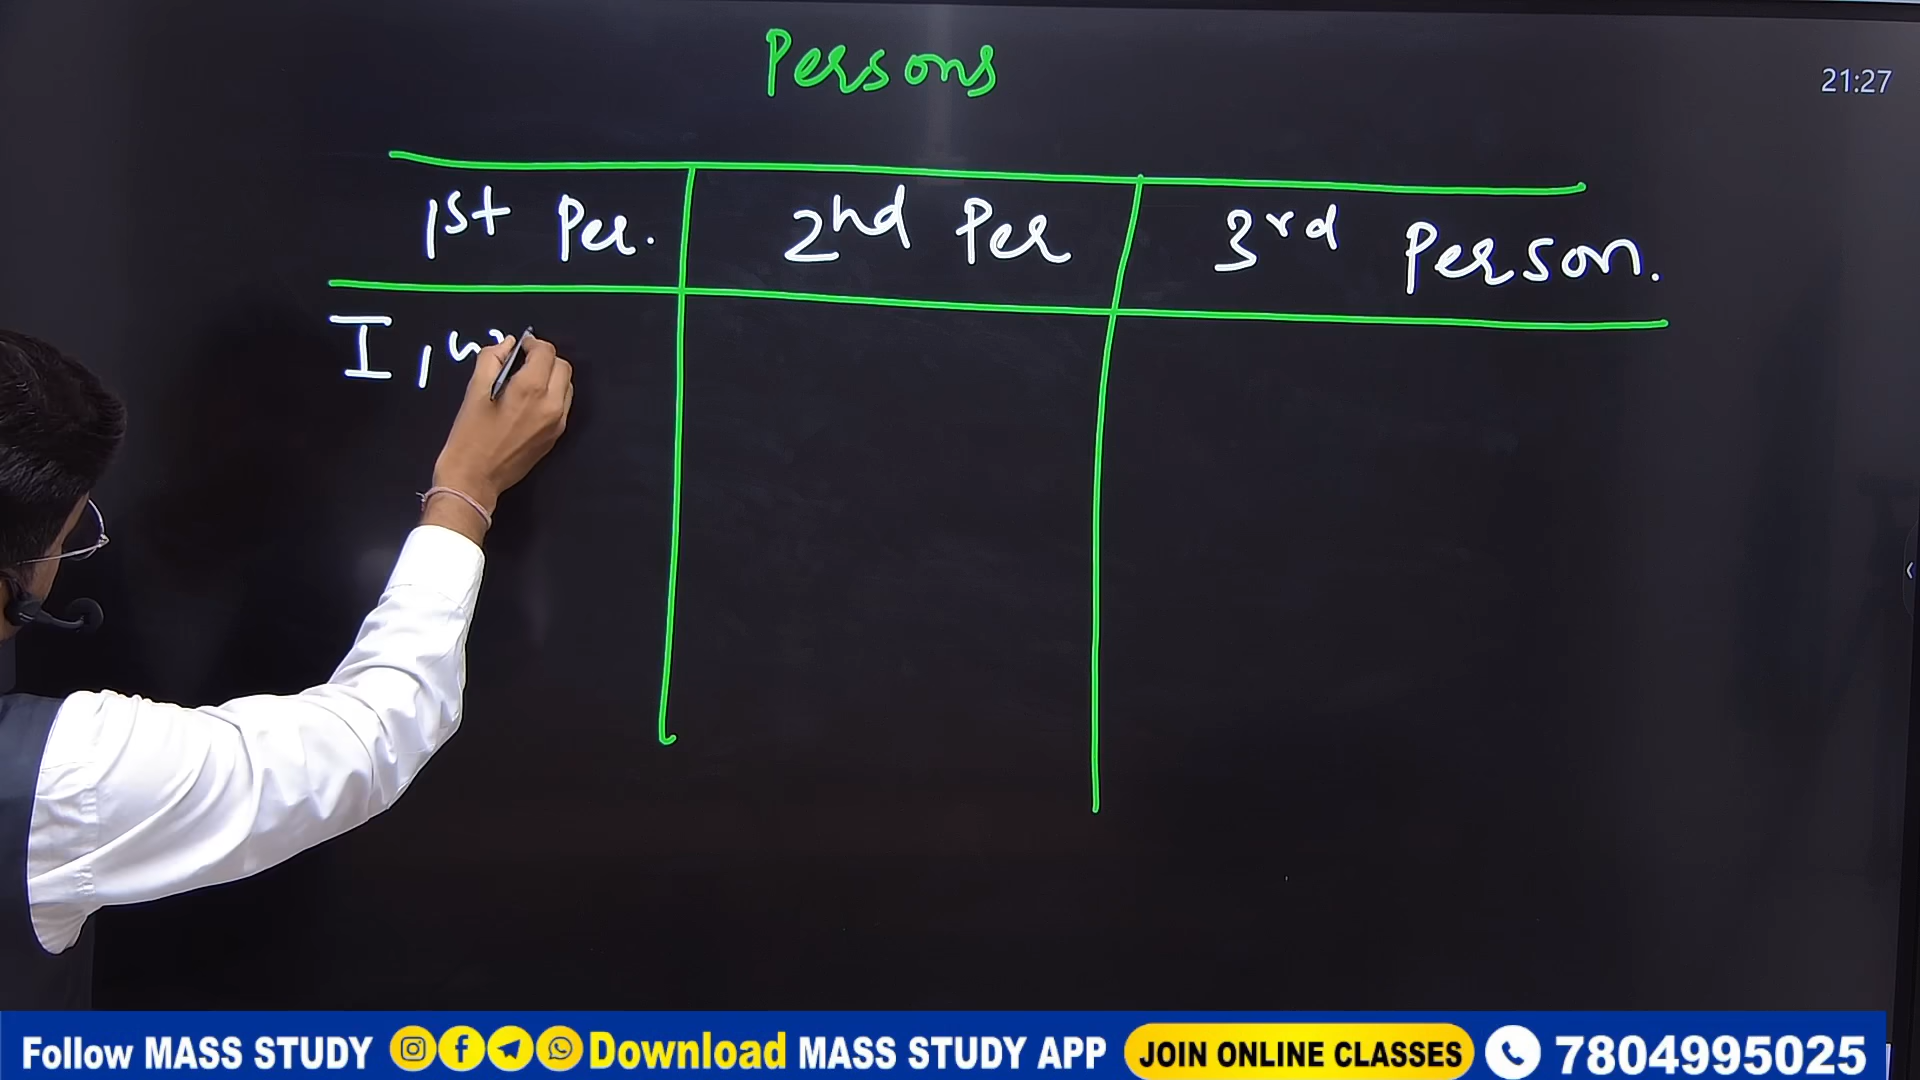 Persons
21:27
1st Per. 2nd Per 3rd Person.
I,
Follow MASS STUDY Download MASS STUDY APP JOIN ONLINE CLASSES 7804995025